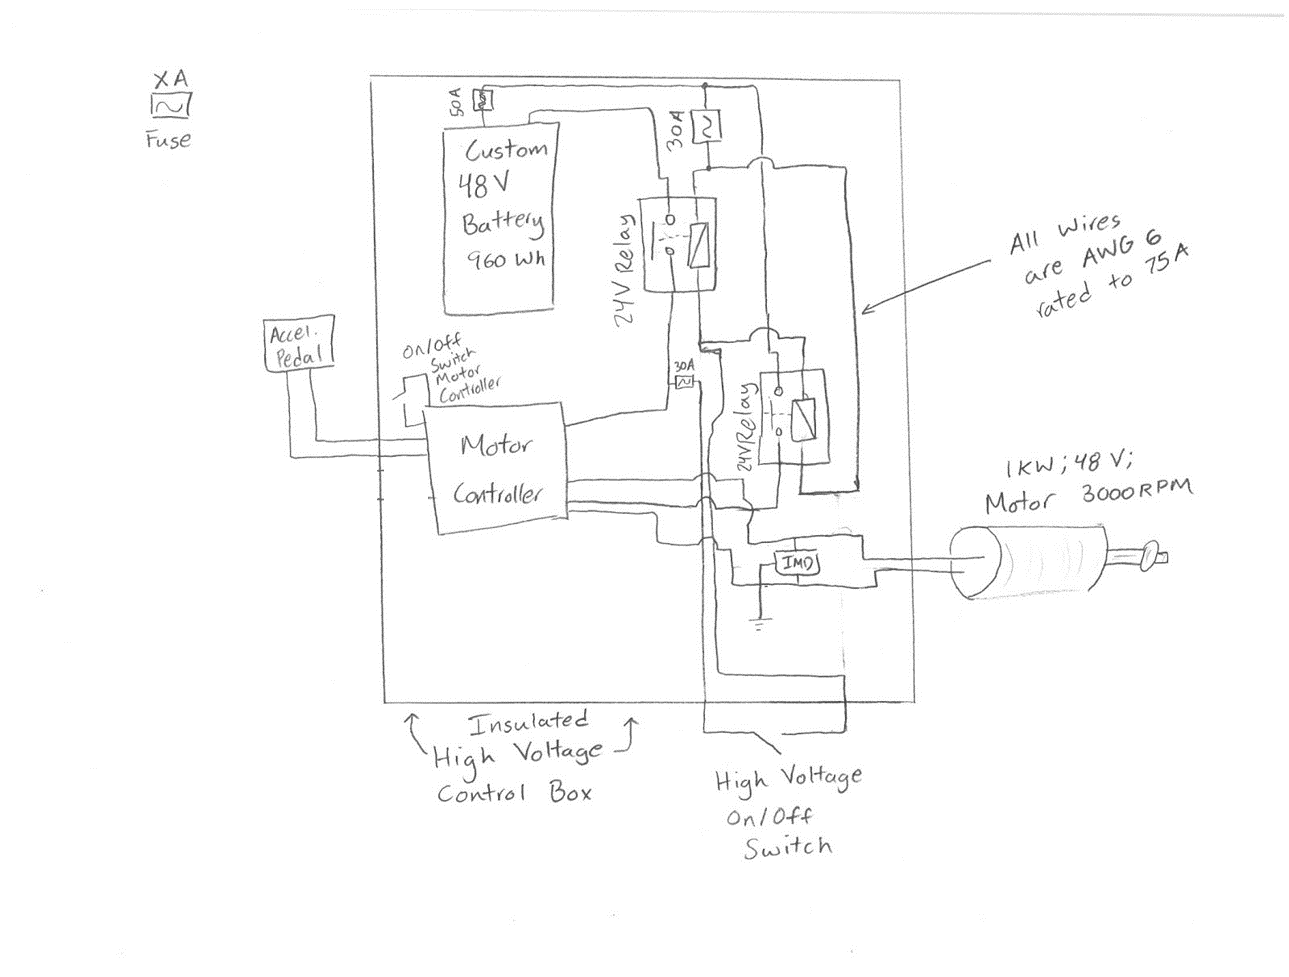 XA
Fuse
50A
30A
Custom
48V
Battery
960 Wh
24V Relay
All wires
are AWG 6
rated to 75A
Accel.
Pedal
On/Off
Switch
Motor
Controller
30A
24V Relay
Motor
Controller
1KW; 48V;
Motor 3000RPM
IMD
Insulated
High Voltage
Control Box
High Voltage
On/Off
Switch